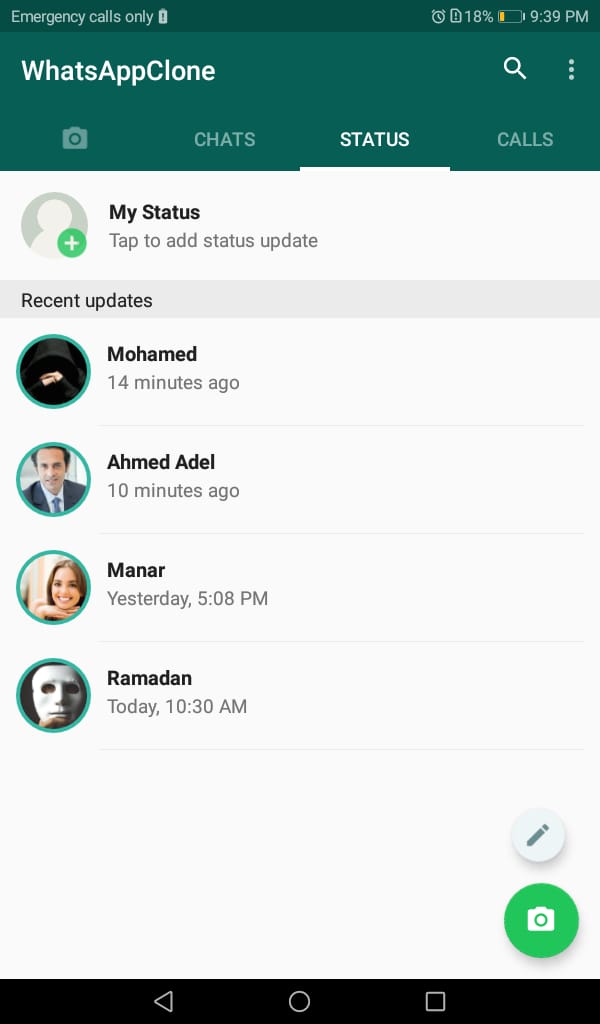 Emergency calls only
18% 9:39 PM
WhatsAppClone
CHATS STATUS CALLS
My Status
Tap to add status update
Recent updates
Mohamed
14 minutes ago
Ahmed Adel
10 minutes ago
Manar
Yesterday, 5:08 PM
Ramadan
Today, 10:30 AM